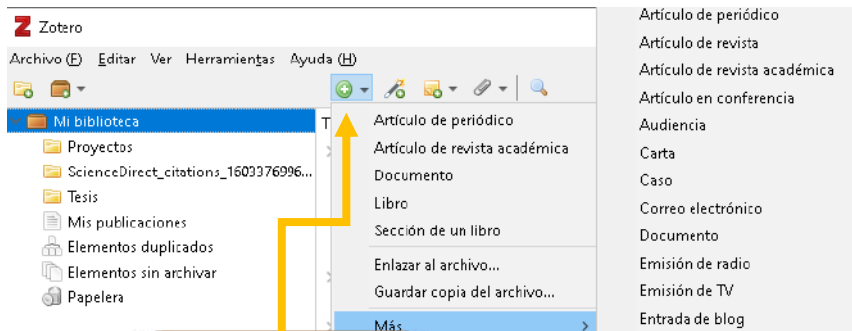 Zotero
Archivo (F) Editar Ver Herramientas Ayuda (H)
Mi biblioteca
Proyectos
ScienceDirect_citations_1603376996...
Tesis
Mis publicaciones
Elementos duplicados
Elementos sin archivar
Papelera
T
Artículo de periódico
Artículo de revista académica
Documento
Libro
Sección de un libro
Enlazar al archivo...
Guardar copia del archivo...
Más...
Artículo de periódico
Artículo de revista
Artículo de revista académica
Artículo en conferencia
Audiencia
Carta
Caso
Correo electrónico
Documento
Emisión de radio
Emisión de TV
Entrada de blog